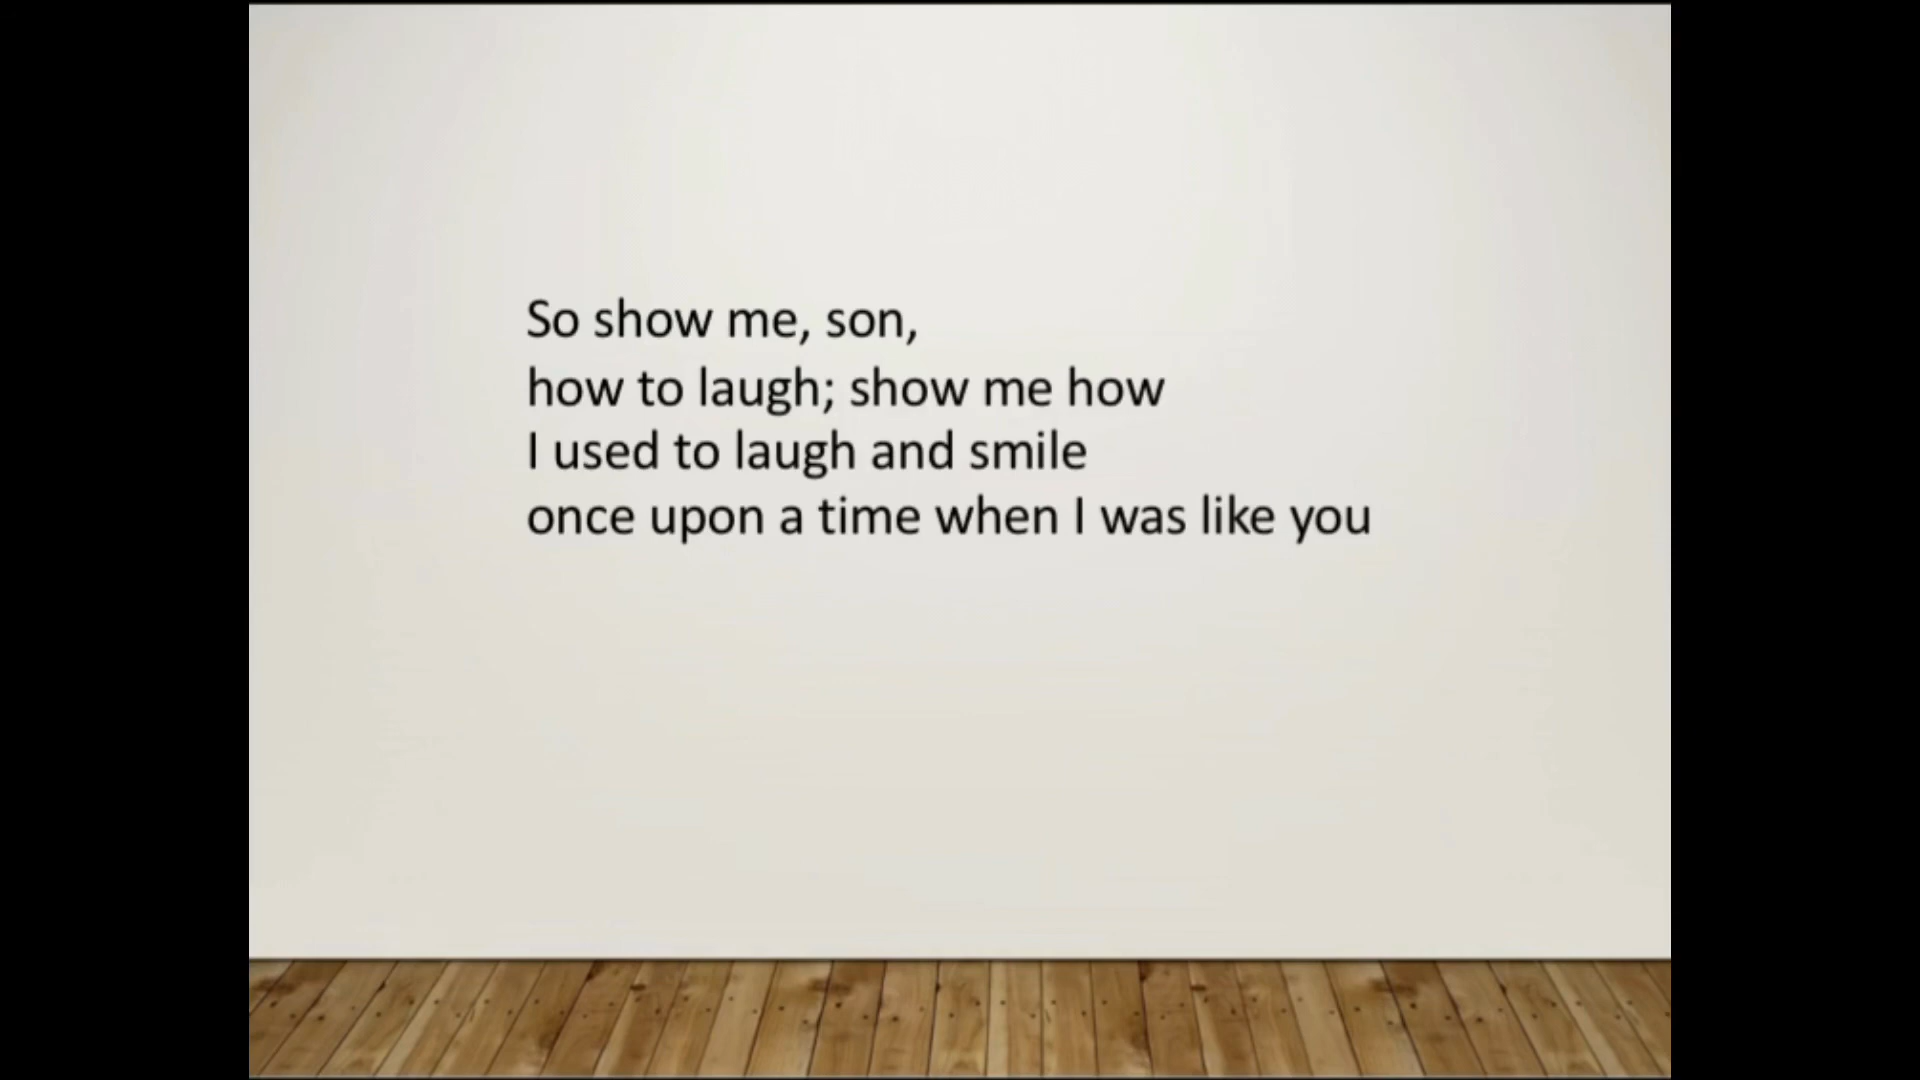 So show me, son,
how to laugh; show me how
I used to laugh and smile
once upon a time when I was like you